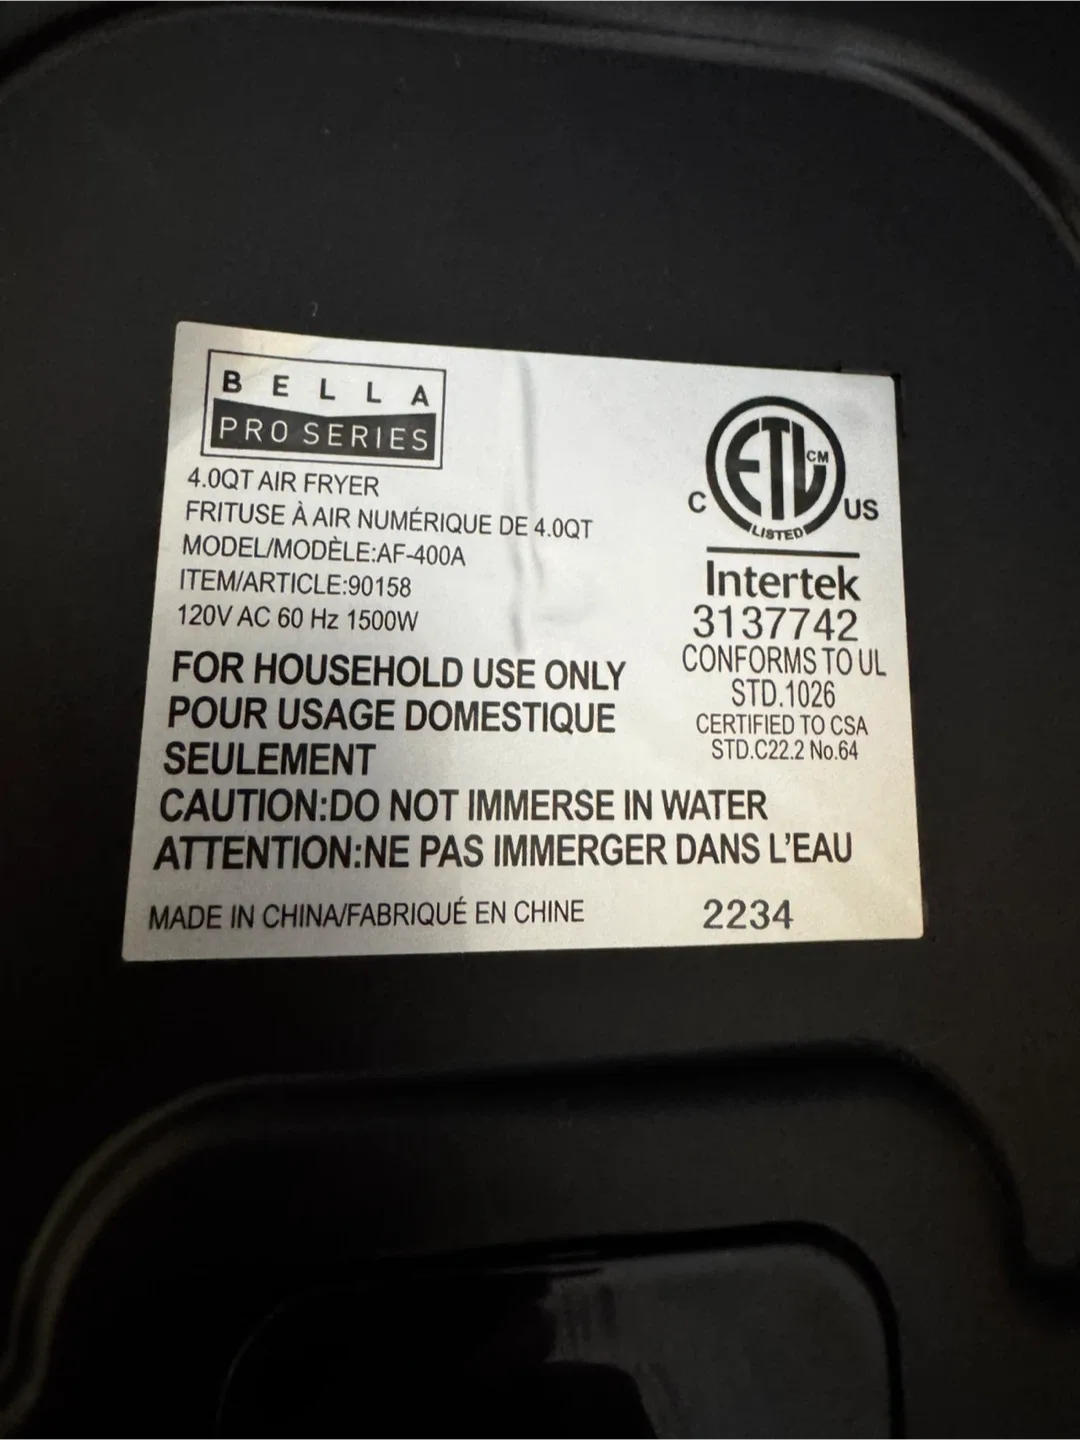 BELLA
PRO SERIES
4.0QT AIR FRYER
FRITUSE À AIR NUMÉRIQUE DE 4.0QT
MODEL/MODÈLE:AF-400A
ITEM/ARTICLE:90158
120V AC 60 Hz 1500W
FOR HOUSEHOLD USE ONLY
POUR USAGE DOMESTIQUE
SEULEMENT
CAUTION:DO NOT IMMERSE IN WATER
ATTENTION:NE PAS IMMERGER DANS L'EAU
MADE IN CHINA/FABRIQUÉ EN CHINE
ETL CM
C US
LISTED
Intertek
3137742
CONFORMS TO UL
STD.1026
CERTIFIED TO CSA
STD.C22.2 No.64
2234